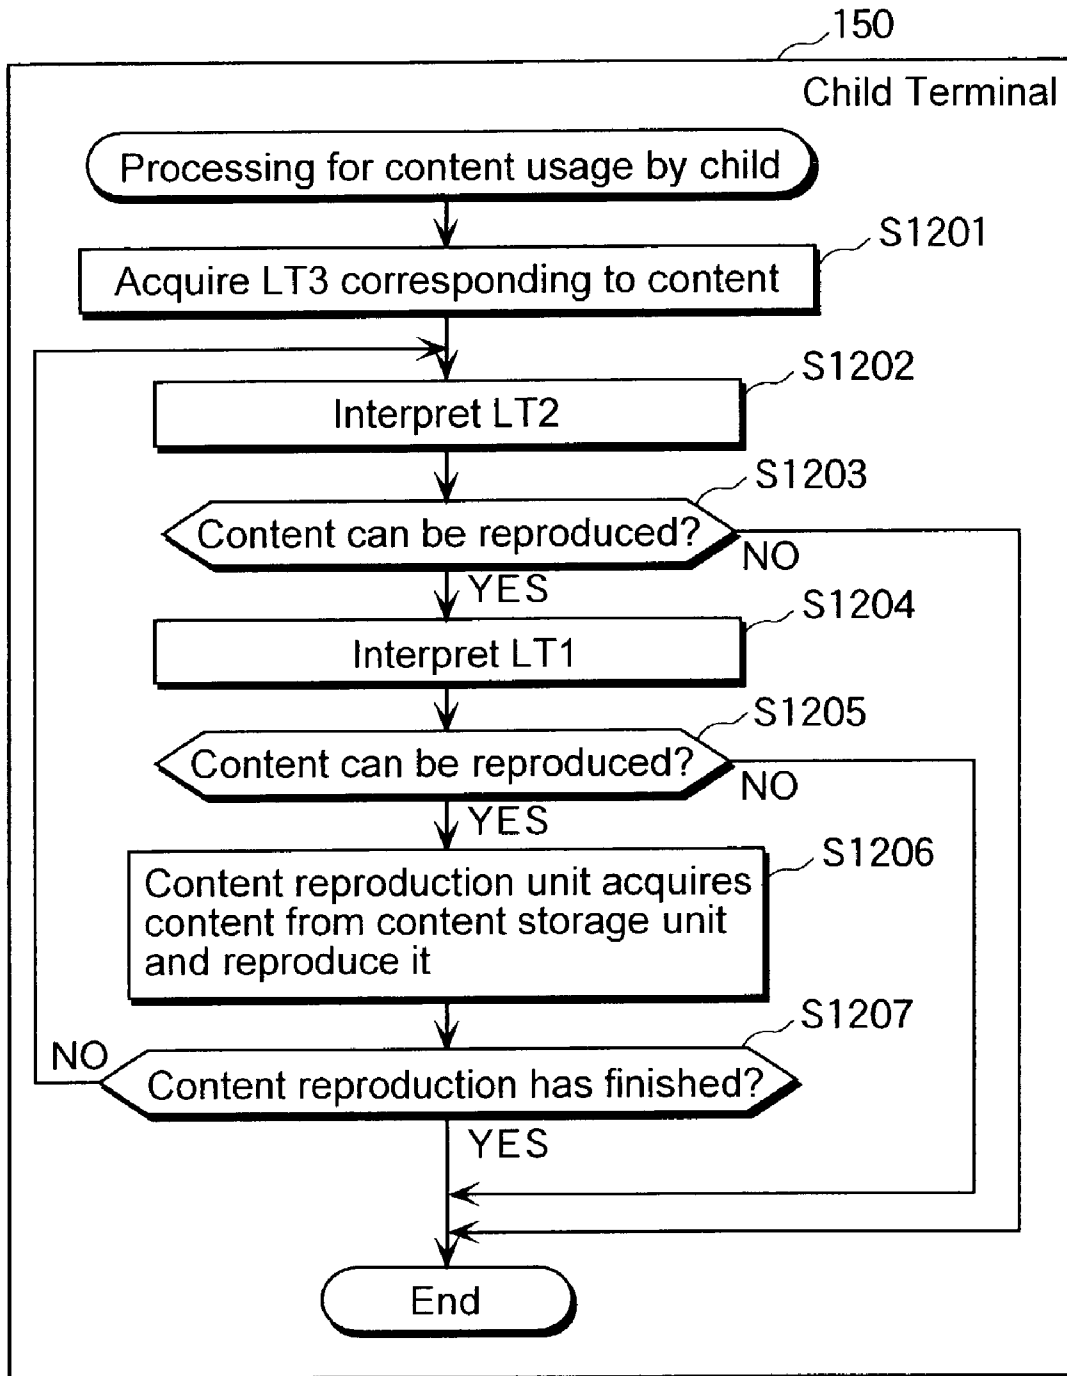 150
Child Terminal
Processing for content usage by child
S1201
Acquire LT3 corresponding to content
S1202
Interpret LT2
S1203
Content can be reproduced?
NO
YES
S1204
Interpret LT1
S1205
Content can be reproduced?
NO
YES
S1206
Content reproduction unit acquires
content from content storage unit
and reproduce it
S1207
NO
Content reproduction has finished?
YES
End